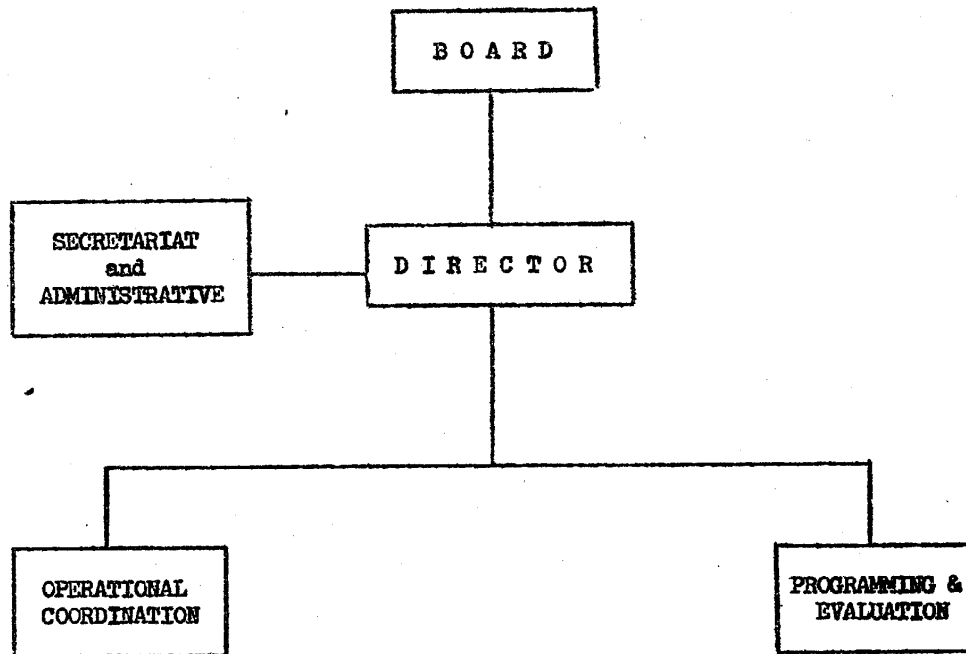 BOARD
SECRETARIAT
and
ADMINISTRATIVE
DIRECTOR
OPERATIONAL
COORDINATION
PROGRAMMING &
EVALUATION